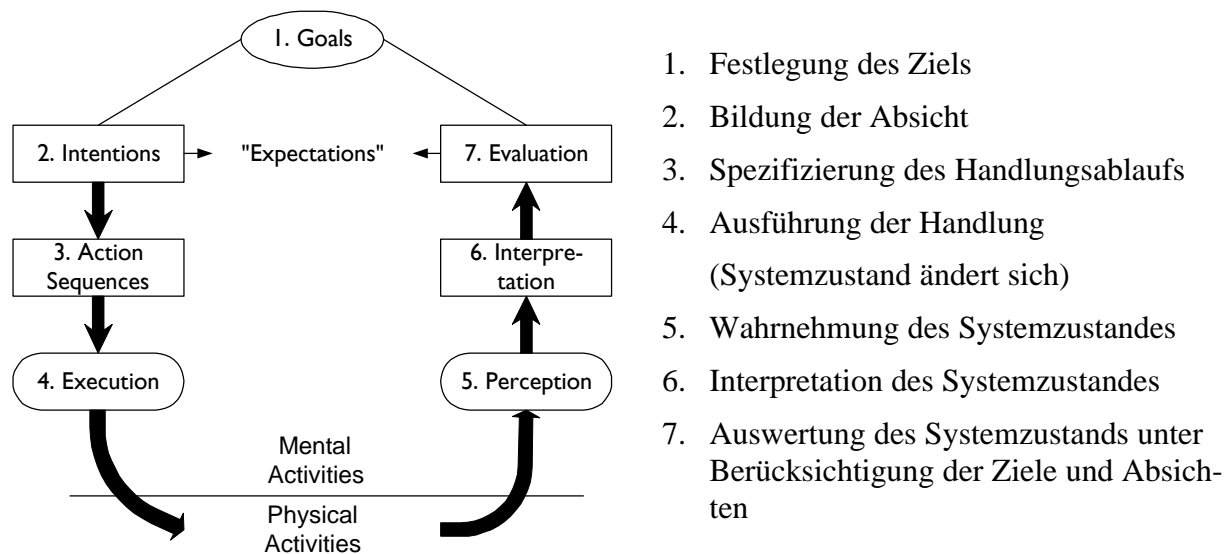 1. Goals
2. Intentions
"Expectations"
7. Evaluation
3. Action
Sequences
6. Interpre-
tation
4. Execution
5. Perception
Mental
Activities
Physical
Activities
1. Festlegung des Ziels
2. Bildung der Absicht
3. Spezifizierung des Handlungsablaufs
4. Ausführung der Handlung
(Systemzustand ändert sich)
5. Wahrnehmung des Systemzustandes
6. Interpretation des Systemzustandes
7. Auswertung des Systemzustands unter
Berücksichtigung der Ziele und Absich-
ten